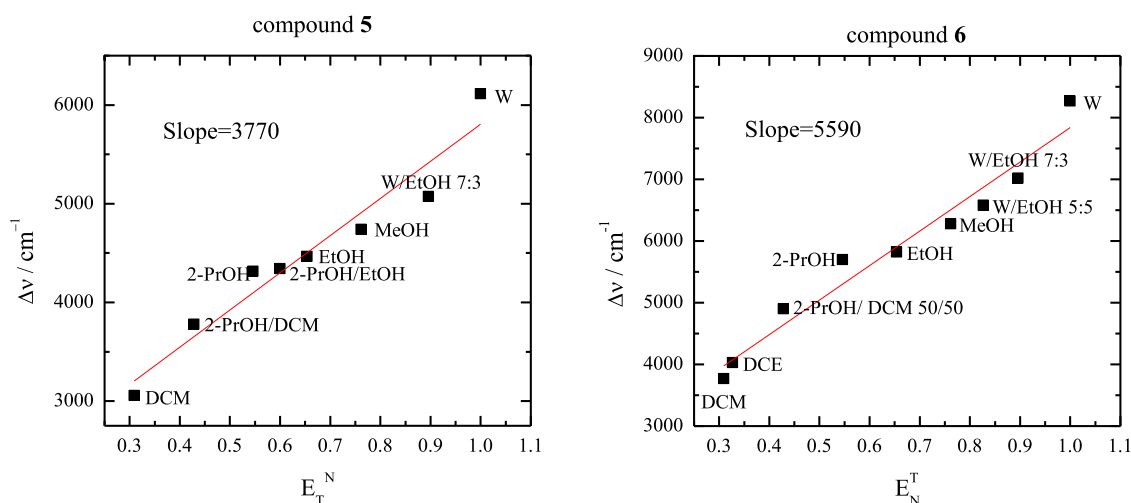 compound 5
6000
5000
4000
3000
Δν / cm⁻¹
Slope=3770
W
W/EtOH 7:3
MeOH
EtOH
2-PrOH
2-PrOH/EtOH
2-PrOH/DCM
DCM
0.3 0.4 0.5 0.6 0.7 0.8 0.9 1.0 1.1
E_T^N
compound 6
9000
8000
7000
6000
5000
4000
3000
Δν / cm⁻¹
Slope=5590
W
W/EtOH 7:3
W/EtOH 5:5
MeOH
2-PrOH
EtOH
2-PrOH/ DCM 50/50
DCE
DCM
0.3 0.4 0.5 0.6 0.7 0.8 0.9 1.0 1.1
E_N^T